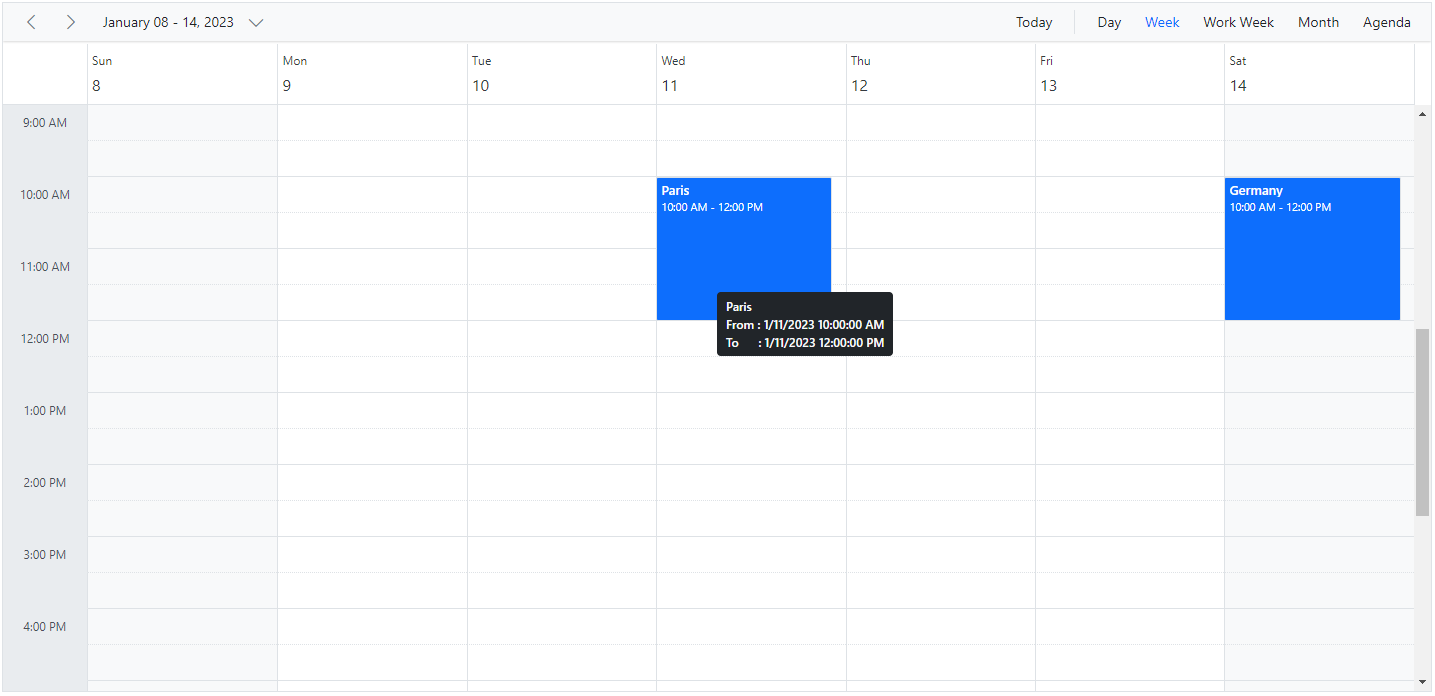 January 08 - 14, 2023
Today Day Week Work Week Month Agenda
Sun Mon Tue Wed Thu Fri Sat
8 9 10 11 12 13 14
9:00 AM
10:00 AM
Paris
10:00 AM - 12:00 PM
Germany
10:00 AM - 12:00 PM
11:00 AM
Paris
From : 1/11/2023 10:00:00 AM
To : 1/11/2023 12:00:00 PM
12:00 PM
1:00 PM
2:00 PM
3:00 PM
4:00 PM